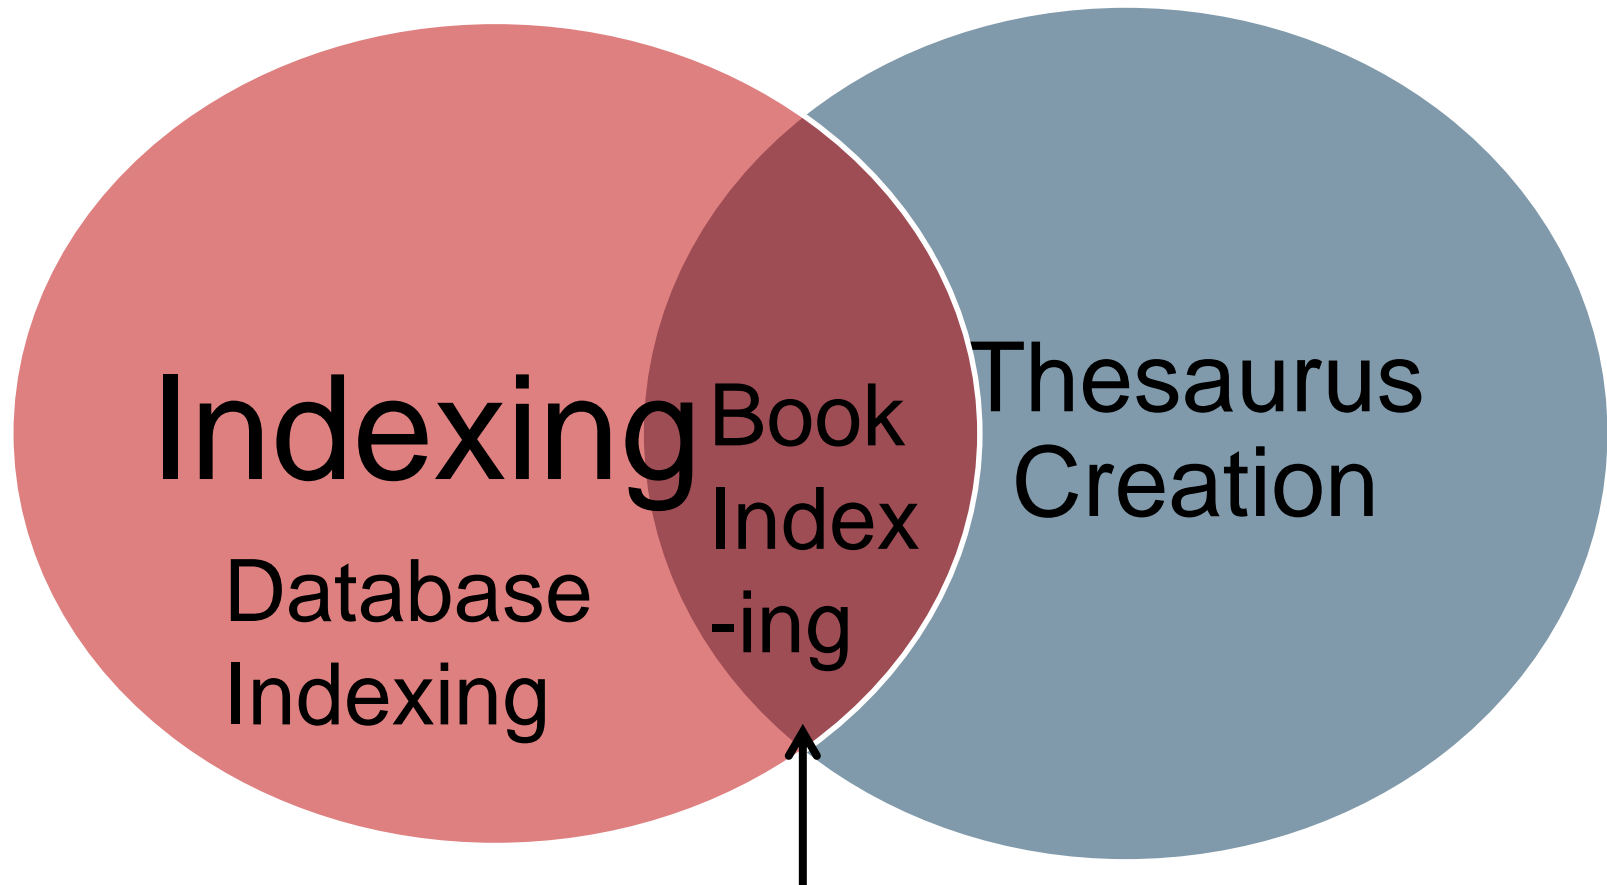 Indexing
Database
Indexing
Book
Index
-ing
Thesaurus
Creation